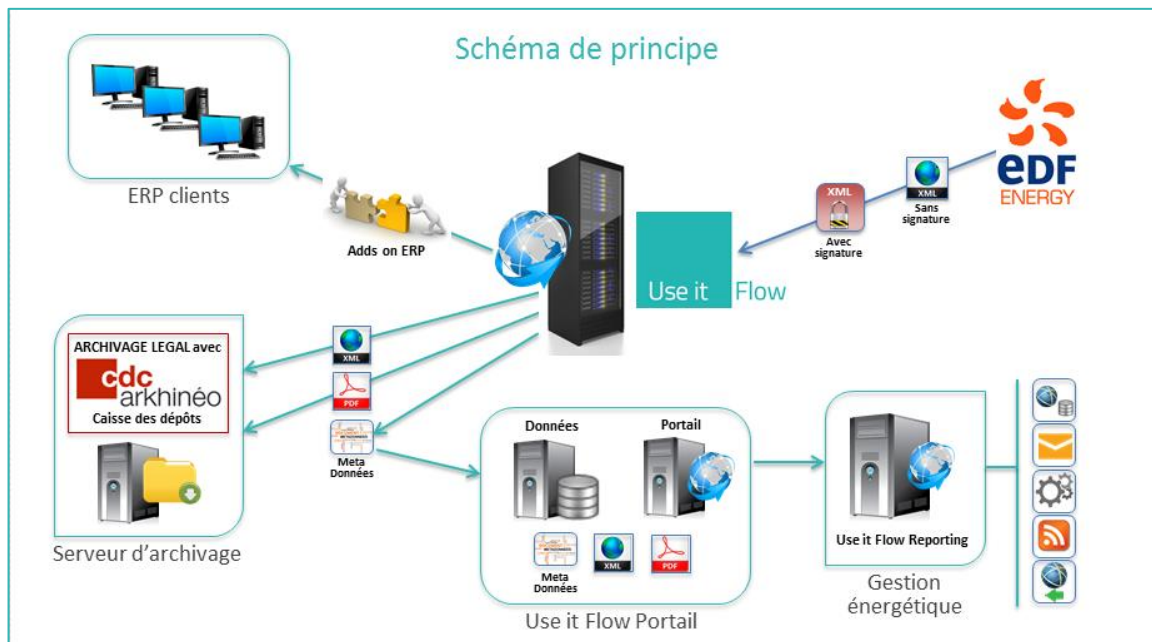 Schéma de principe
ERP clients
Adds on ERP
Use it Flow
XML
Avec
signature
XML
Sans
signature
eDF
ENERGY
ARCHIVAGE LEGAL avec
cdc
arkhinéo
Caisse des dépôts
Serveur d'archivage
XML
PDF
METADONNEES
Meta
Données
Données
Portail
METADONNEES
Meta
Données
XML
PDF
Use it Flow Portail
Use it Flow Reporting
Gestion
énergétique